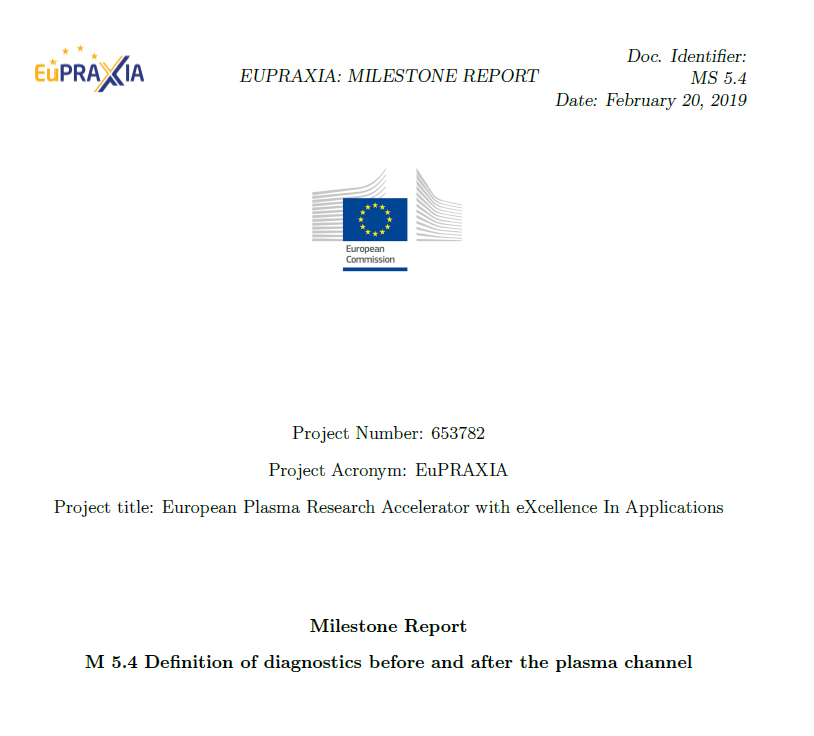 EuPRAXIA
EUPRAXIA: MILESTONE REPORT
Doc. Identifier:
MS 5.4
Date: February 20, 2019
European
Commission
Project Number: 653782
Project Acronym: EuPRAXIA
Project title: European Plasma Research Accelerator with eXcellence In Applications
Milestone Report
M 5.4 Definition of diagnostics before and after the plasma channel